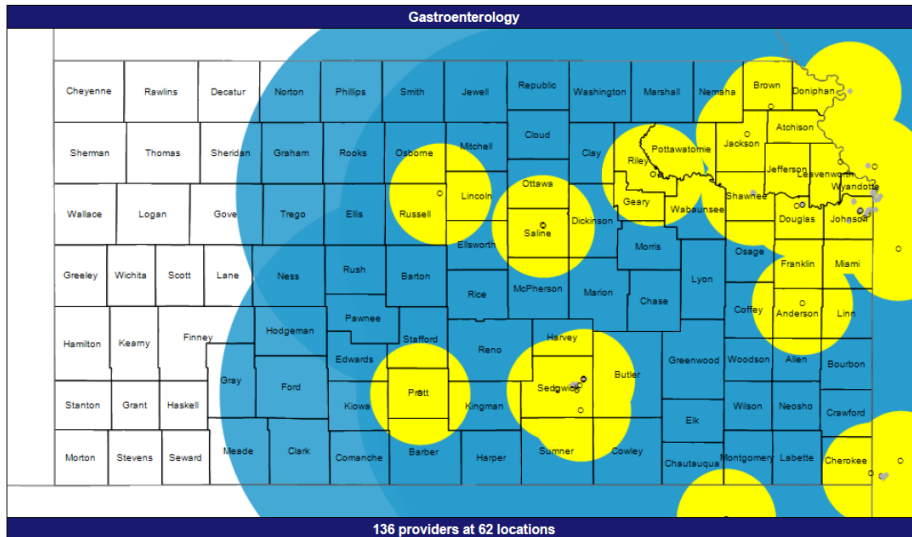 Gastroenterology
Cheyenne Rawlins Decatur Norton Phillips Smith Jewell Republic Washington Marshall Nemaha Brown Doniphan
Cloud Atchison
Sherman Thomas Sheridan Graham Rooks Osborne Mitchell Clay Riley Pottawatomie Jackson
Jefferson Leavenworth
Wallace Logan Gove Trego Ellis Russell Lincoln Ottawa Geary Wabaunsee Shawnee Wyandotte
Saline Dickinson Douglas Johnson
Ellsworth Morris Osage Franklin Miami
Greeley Wichita Scott Lane Ness Rush Barton Rice McPherson Marion Chase Lyon
Hamilton Kearny Finney Hodgeman Pawnee Stafford Coffey Anderson Linn
Edwards Reno Harvey Greenwood Woodson Allen Bourbon
Gray Ford Kiowa Pratt Kingman Sedgwick Butler
Stanton Grant Haskell Elk Wilson Neosho Crawford
Morton Stevens Seward Meade Clark Comanche Barber Harper Sumner Cowley Chautauqua Montgomery Labette Cherokee
136 providers at 62 locations